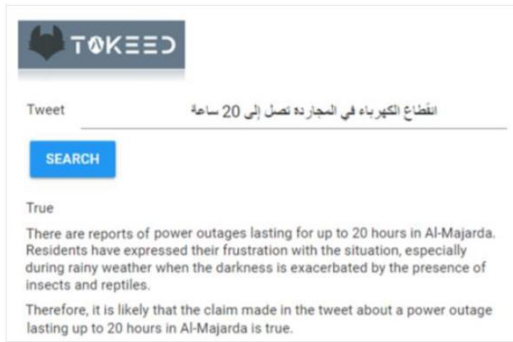 TOKEED
Tweet
انقطاع الكهرباء في المجاردة تصل إلى 20 ساعة
SEARCH
True
There are reports of power outages lasting for up to 20 hours in Al-Majarda.
Residents have expressed their frustration with the situation, especially
during rainy weather when the darkness is exacerbated by the presence of
insects and reptiles.
Therefore, it is likely that the claim made in the tweet about a power outage
lasting up to 20 hours in Al-Majarda is true.